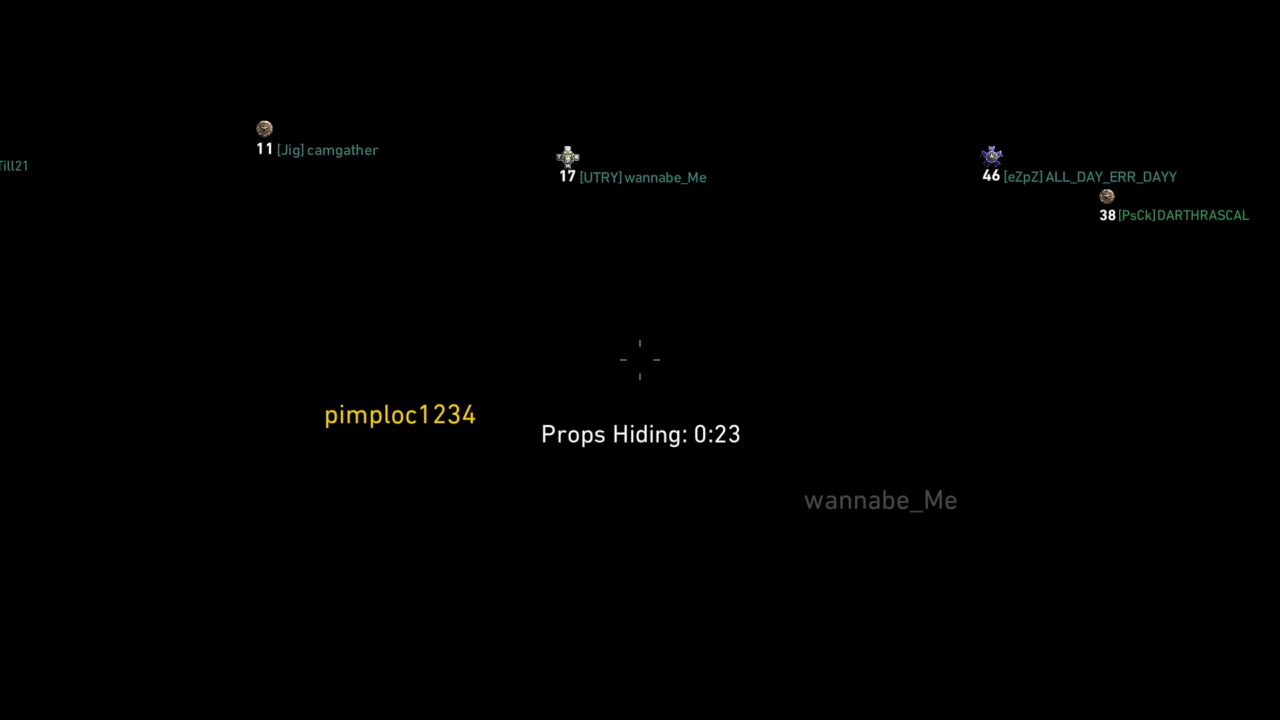 11 [Jig] camgather
Till21
17 [UTRY] wannabe_Me
46 [eZpZ] ALL_DAY_ERR_DAYY
38 [PsCk]DARTHRASCAL
pimploc1234
Props Hiding: 0:23
wannabe_Me